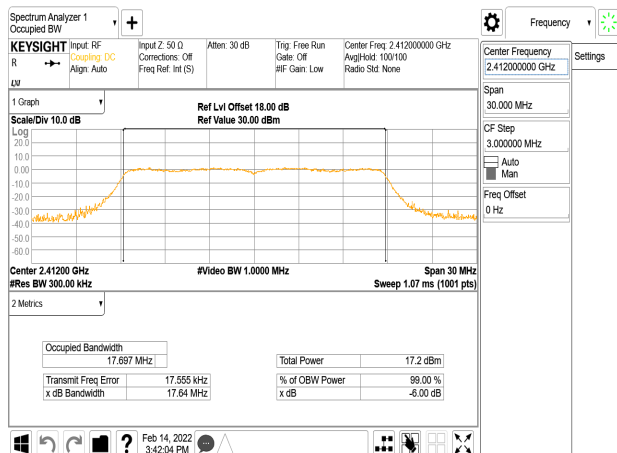 Spectrum Analyzer 1
Occupied BW
Frequency
KEYSIGHT
R
LXI
Input: RF
Coupling: DC
Align: Auto
Input Z: 50 Ω
Corrections: Off
Freq Ref: Int (S)
Atten: 30 dB
Trig: Free Run
Gate: Off
#IF Gain: Low
Center Freq: 2.412000000 GHz
Avg|Hold: 100/100
Radio Std: None
Center Frequency
2.412000000 GHz
Settings
Span
30.000 MHz
CF Step
3.000000 MHz
Auto
Man
Freq Offset
0 Hz
1 Graph
Scale/Div 10.0 dB
Ref Lvl Offset 18.00 dB
Ref Value 30.00 dBm
Log
20.0
10.0
0.00
-10.0
-20.0
-30.0
-40.0
-50.0
-60.0
Center 2.41200 GHz
#Video BW 1.0000 MHz
Span 30 MHz
#Res BW 300.00 kHz
Sweep 1.07 ms (1001 pts)
2 Metrics
Occupied Bandwidth
17.697 MHz
Total Power 17.2 dBm
Transmit Freq Error 17.555 kHz
% of OBW Power 99.00 %
x dB Bandwidth 17.64 MHz
x dB -6.00 dB
?
Feb 14, 2022
3:42:04 PM